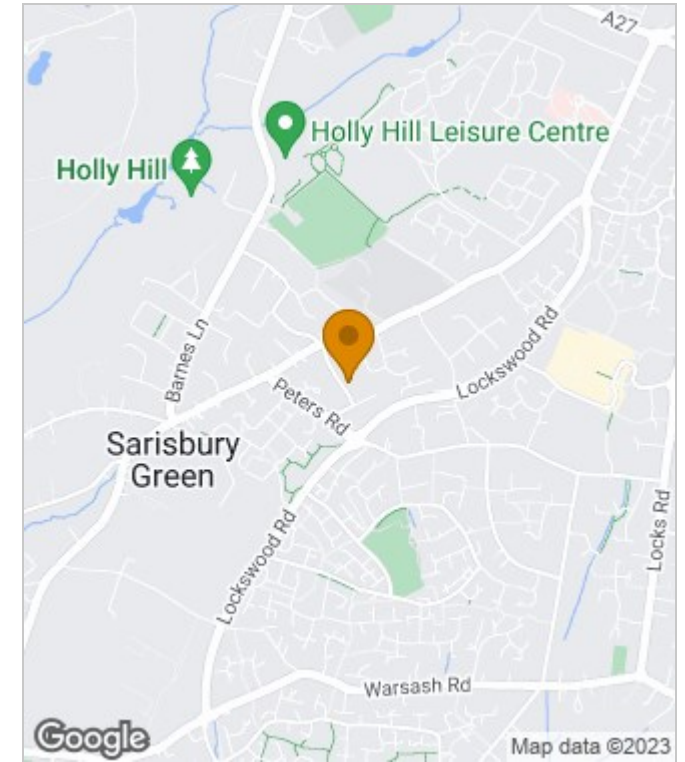 A27
Holly Hill Leisure Centre
Holly Hill
Barnes Ln
Lockswood Rd
Peters Rd
Sarisbury
Green
Lockswood Rd
Locks Rd
Warsash Rd
Google
Map data ©2023